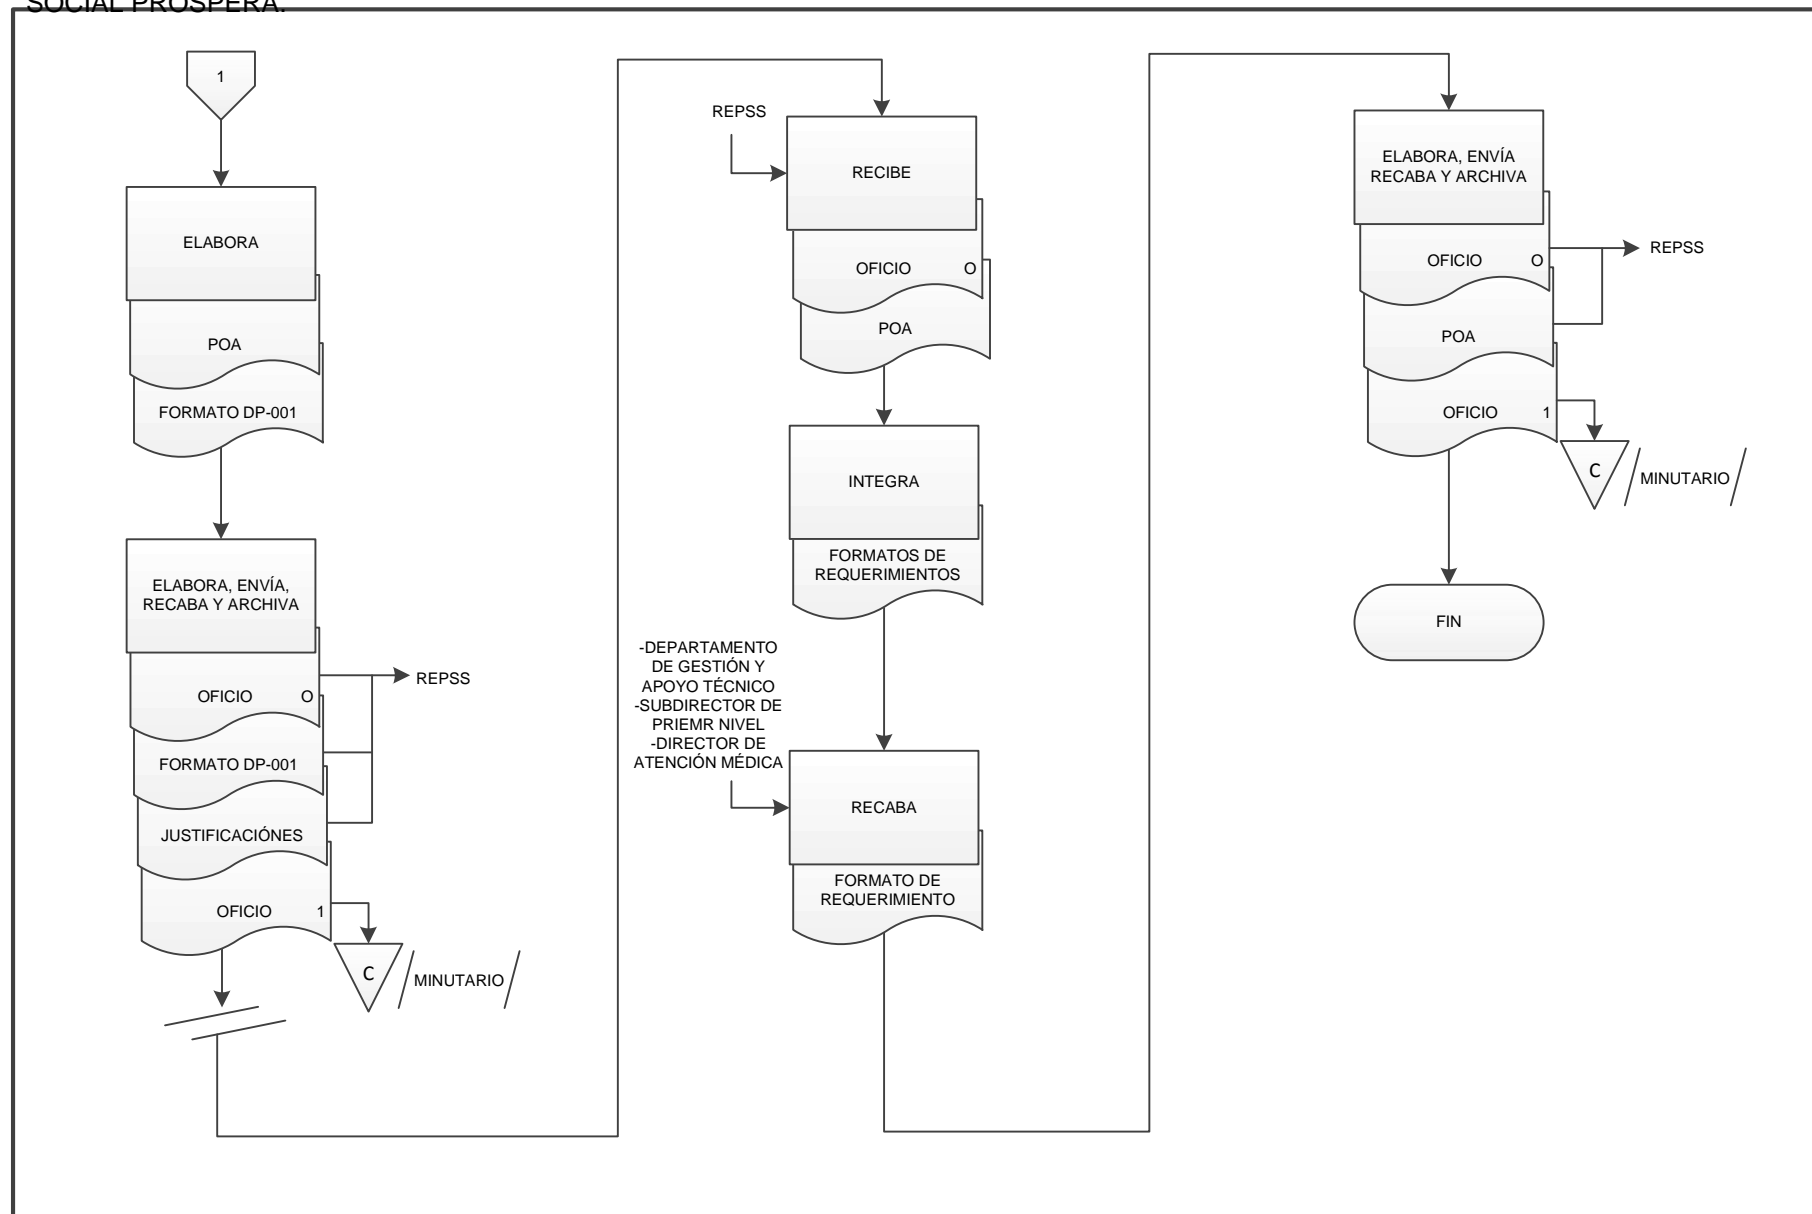 SOCIAL PROSPERA.
1
ELABORA
POA
FORMATO DP-001
ELABORA, ENVÍA,
RECABA Y ARCHIVA
OFICIO O
REPSS
FORMATO DP-001
JUSTIFICACIÓNES
OFICIO 1
C
MINUTARIO
REPSS
RECIBE
OFICIO O
POA
INTEGRA
FORMATOS DE
REQUERIMIENTOS
-DEPARTAMENTO
DE GESTIÓN Y
APOYO TÉCNICO
-SUBDIRECTOR DE
PRIEMR NIVEL
-DIRECTOR DE
ATENCIÓN MÉDICA
RECABA
FORMATO DE
REQUERIMIENTO
ELABORA, ENVÍA
RECABA Y ARCHIVA
OFICIO O
REPSS
POA
OFICIO 1
C
MINUTARIO
FIN